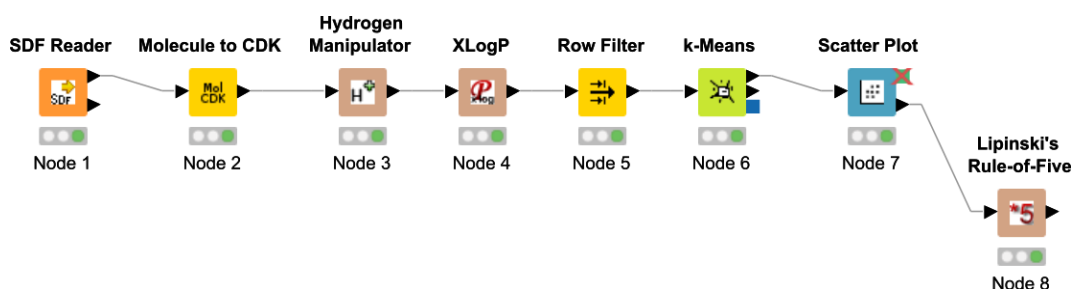 SDF Reader
Molecule to CDK
Hydrogen
Manipulator
XLogP
Row Filter
k-Means
Scatter Plot
SDF
Mol
CDK
H
P
xlog
Node 1
Node 2
Node 3
Node 4
Node 5
Node 6
Node 7
Lipinski's
Rule-of-Five
*5
Node 8